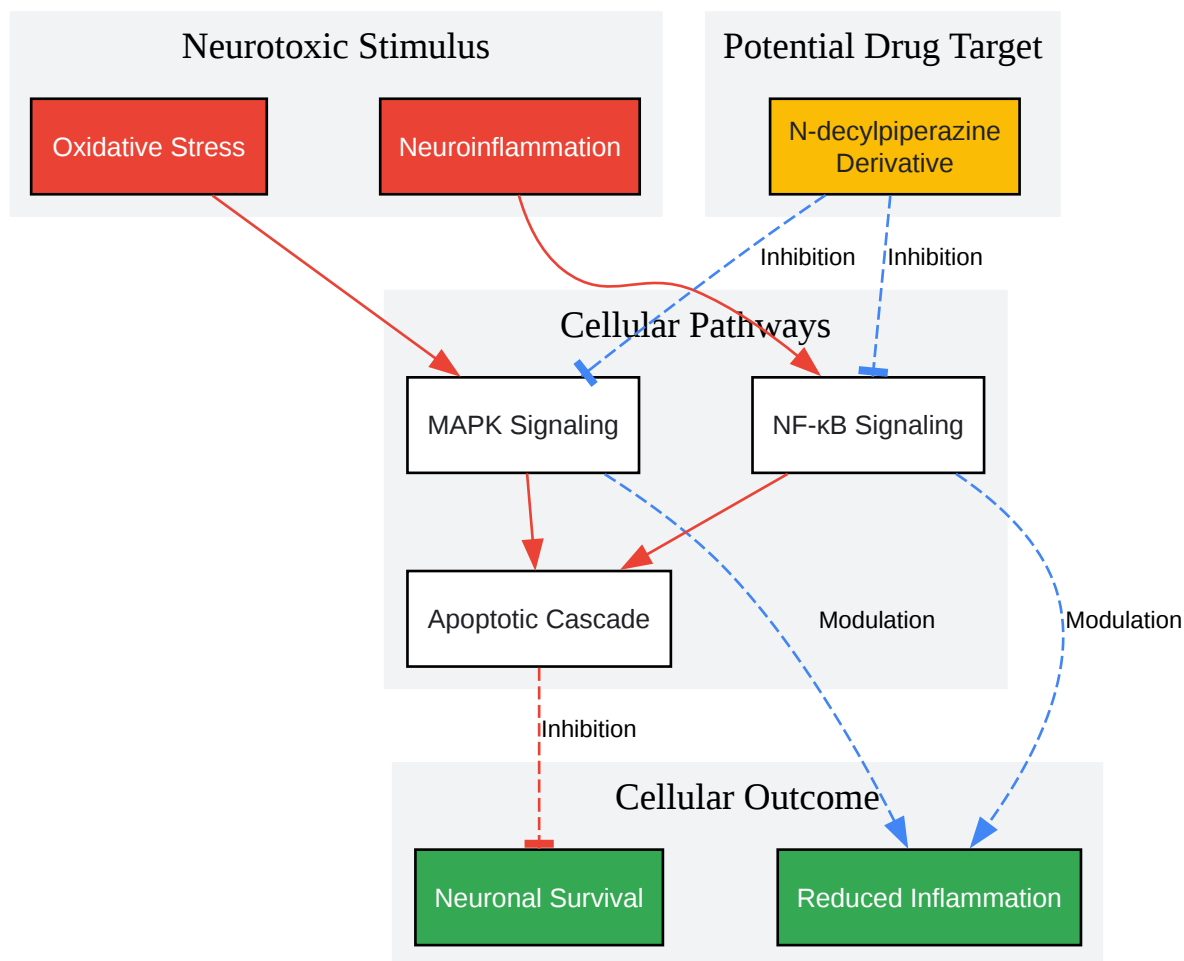 Neurotoxic Stimulus
Potential Drug Target
Oxidative Stress
Neuroinflammation
N-decylpiperazine
Derivative
Inhibition
Inhibition
Cellular Pathways
MAPK Signaling
NF-κB Signaling
Apoptotic Cascade
Modulation
Modulation
Inhibition
Cellular Outcome
Neuronal Survival
Reduced Inflammation